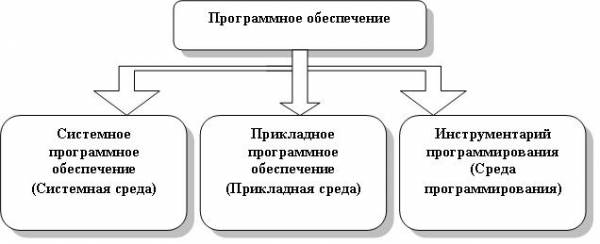 Программное обеспечение
Системное
программное
обеспечение
(Системная среда)
Прикладное
программное
обеспечение
(Прикладная среда)
Инструментарий
программирования
(Среда
программирования)